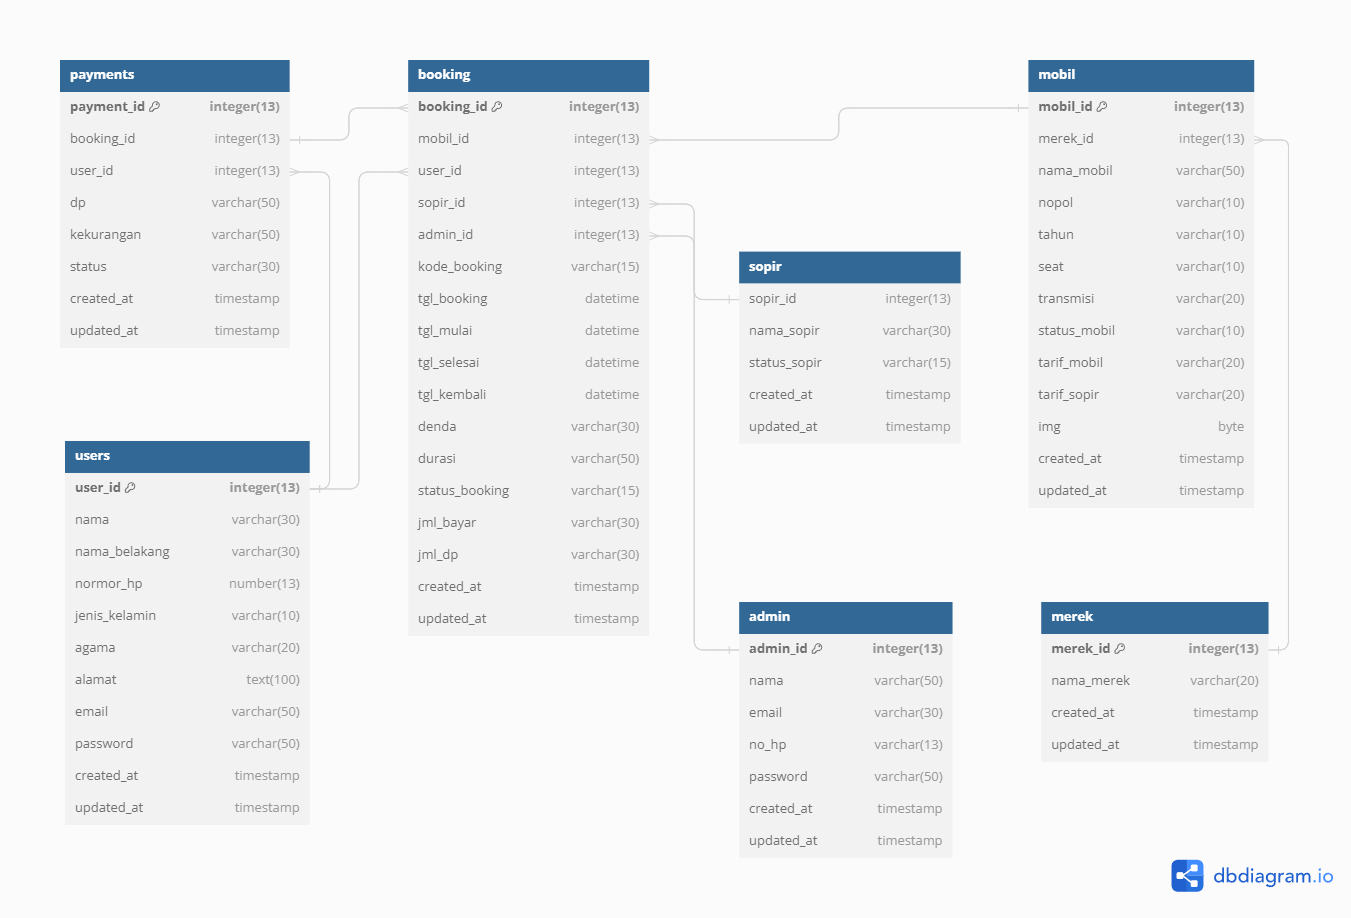 payments
payment_id integer(13)
booking_id integer(13)
user_id integer(13)
dp varchar(50)
kekurangan varchar(50)
status varchar(30)
created_at timestamp
updated_at timestamp
booking
booking_id integer(13)
mobil_id integer(13)
user_id integer(13)
sopir_id integer(13)
admin_id integer(13)
kode_booking varchar(15)
tgl_booking datetime
tgl_mulai datetime
tgl_selesai datetime
tgl_kembali datetime
denda varchar(30)
durasi varchar(50)
status_booking varchar(15)
jml_bayar varchar(30)
jml_dp varchar(30)
created_at timestamp
updated_at timestamp
mobil
mobil_id integer(13)
merek_id integer(13)
nama_mobil varchar(50)
nopol varchar(10)
tahun varchar(10)
seat varchar(10)
transmisi varchar(20)
status_mobil varchar(10)
tarif_mobil varchar(20)
tarif_sopir varchar(20)
img byte
created_at timestamp
updated_at timestamp
sopir
sopir_id integer(13)
nama_sopir varchar(30)
status_sopir varchar(15)
created_at timestamp
updated_at timestamp
users
user_id integer(13)
nama varchar(30)
nama_belakang varchar(30)
normor_hp number(13)
jenis_kelamin varchar(10)
agama varchar(20)
alamat text(100)
email varchar(50)
password varchar(50)
created_at timestamp
updated_at timestamp
admin
admin_id integer(13)
nama varchar(50)
email varchar(30)
no_hp varchar(13)
password varchar(50)
created_at timestamp
updated_at timestamp
merek
merek_id integer(13)
nama_merek varchar(20)
created_at timestamp
updated_at timestamp
dbdiagram.io